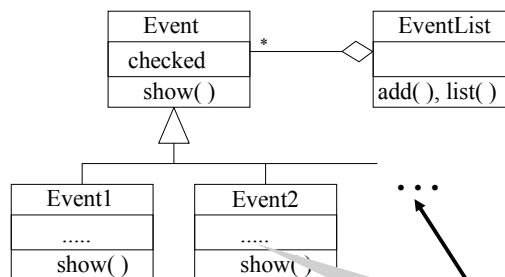 Event
EventList
checked
*
show( )
add( ), list( )
Event1
Event2
• • •
.....
.....
show( )
show( )